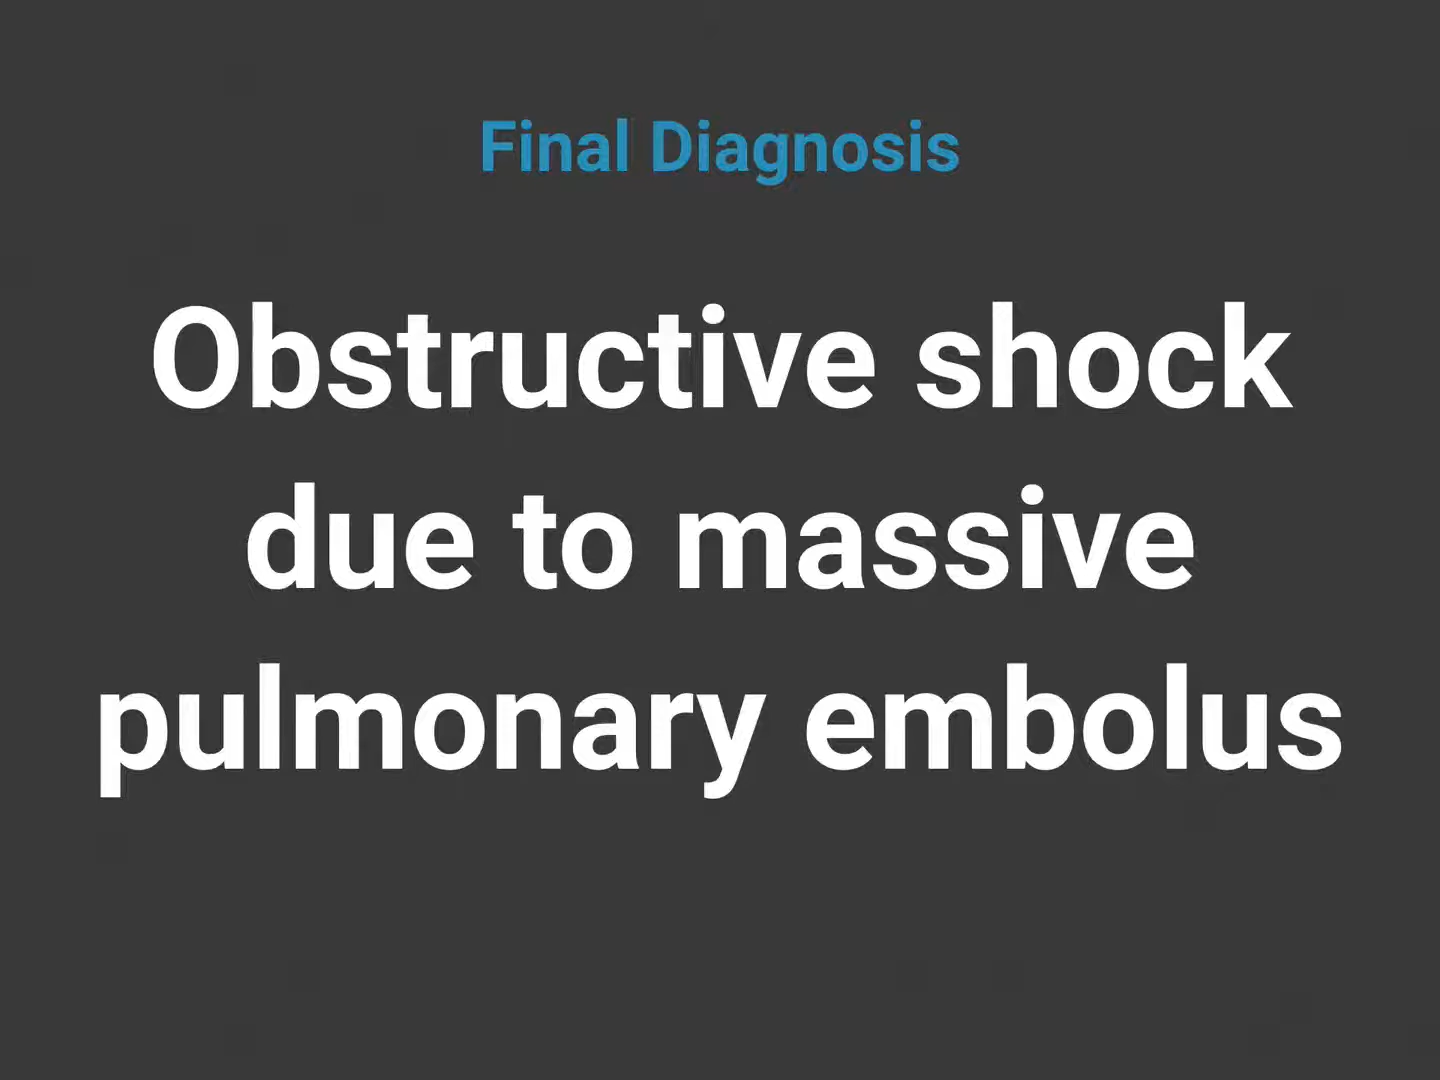 Final Diagnosis
Obstructive shock
due to massive
pulmonary embolus